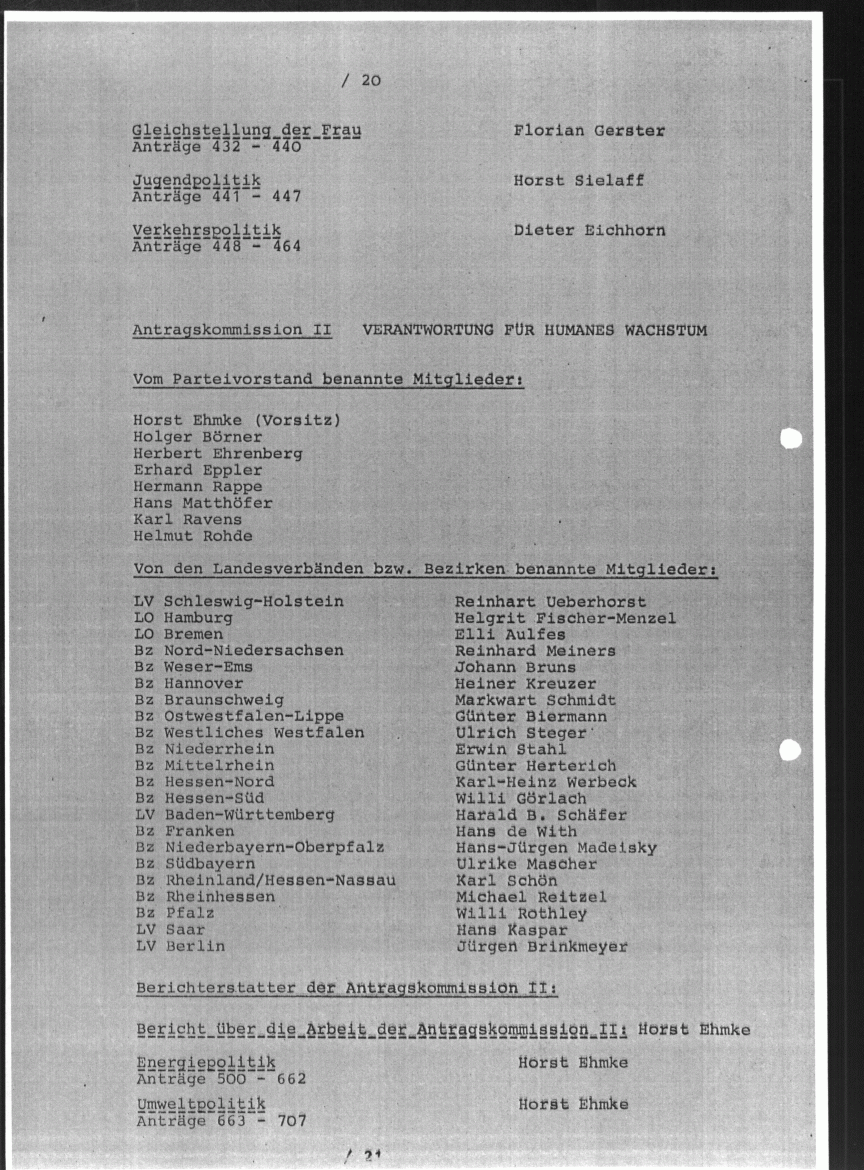 / 20
Gleichstellung der Frau Florian Gerster
Anträge 432 - 440
Jugendpolitik Horst Sielaff
Anträge 441 - 447
Verkehrspolitik Dieter Eichhorn
Anträge 448 - 464
Antragskommission II VERANTWORTUNG FÜR HUMANES WACHSTUM
Vom Parteivorstand benannte Mitglieder:
Horst Ehmke (Vorsitz)
Holger Börner
Herbert Ehrenberg
Erhard Eppler
Hermann Rappe
Hans Matthöfer
Karl Ravens
Helmut Rohde
Von den Landesverbänden bzw. Bezirken benannte Mitglieder:
LV Schleswig-Holstein Reinhart Ueberhorst
LO Hamburg Helgrit Fischer-Menzel
LO Bremen Elli Aulfes
Bz Nord-Niedersachsen Reinhard Meiners
Bz Weser-Ems Johann Bruns
Bz Hannover Heiner Kreuzer
Bz Braunschweig Markwart Schmidt
Bz Ostwestfalen-Lippe Günter Biermann
Bz Westliches Westfalen Ulrich Steger
Bz Niederrhein Erwin Stahl
Bz Mittelrhein Günter Herterich
Bz Hessen-Nord Karl-Heinz Werbeck
Bz Hessen-Süd Willi Görlach
LV Baden-Württemberg Harald B. Schäfer
Bz Franken Hans de With
Bz Niederbayern-Oberpfalz Hans-Jürgen Madeisky
Bz Südbayern Ulrike Mascher
Bz Rheinland/Hessen-Nassau Karl Schön
Bz Rheinhessen Michael Reitzel
Bz Pfalz Willi Rothley
LV Saar Hans Kaspar
LV Berlin Jürgen Brinkmeyer
Berichterstatter der Antragskommission II:
Bericht über die Arbeit der Antragskommission II: Horst Ehmke
Energiepolitik Horst Ehmke
Anträge 500 - 662
Umweltpolitik Horst Ehmke
Anträge 663 - 707
/ 21